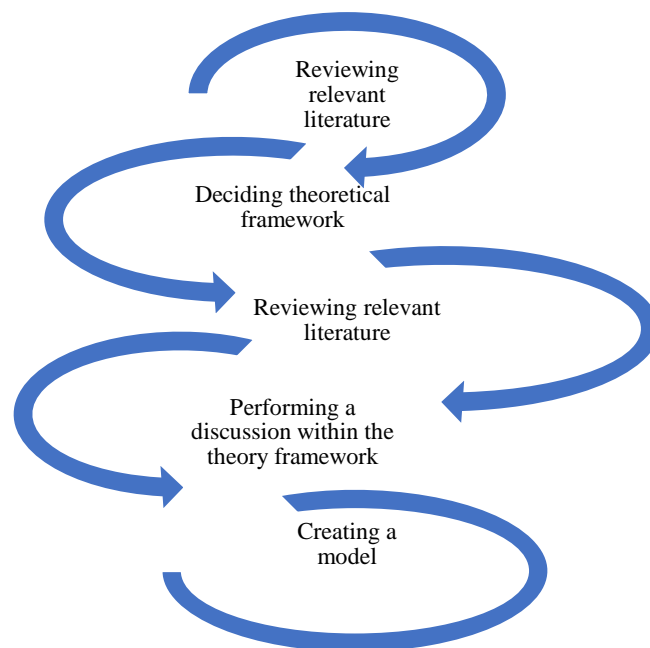 Reviewing
relevant
literature
Deciding theoretical
framework
Reviewing relevant
literature
Performing a
discussion within the
theory framework
Creating a
model